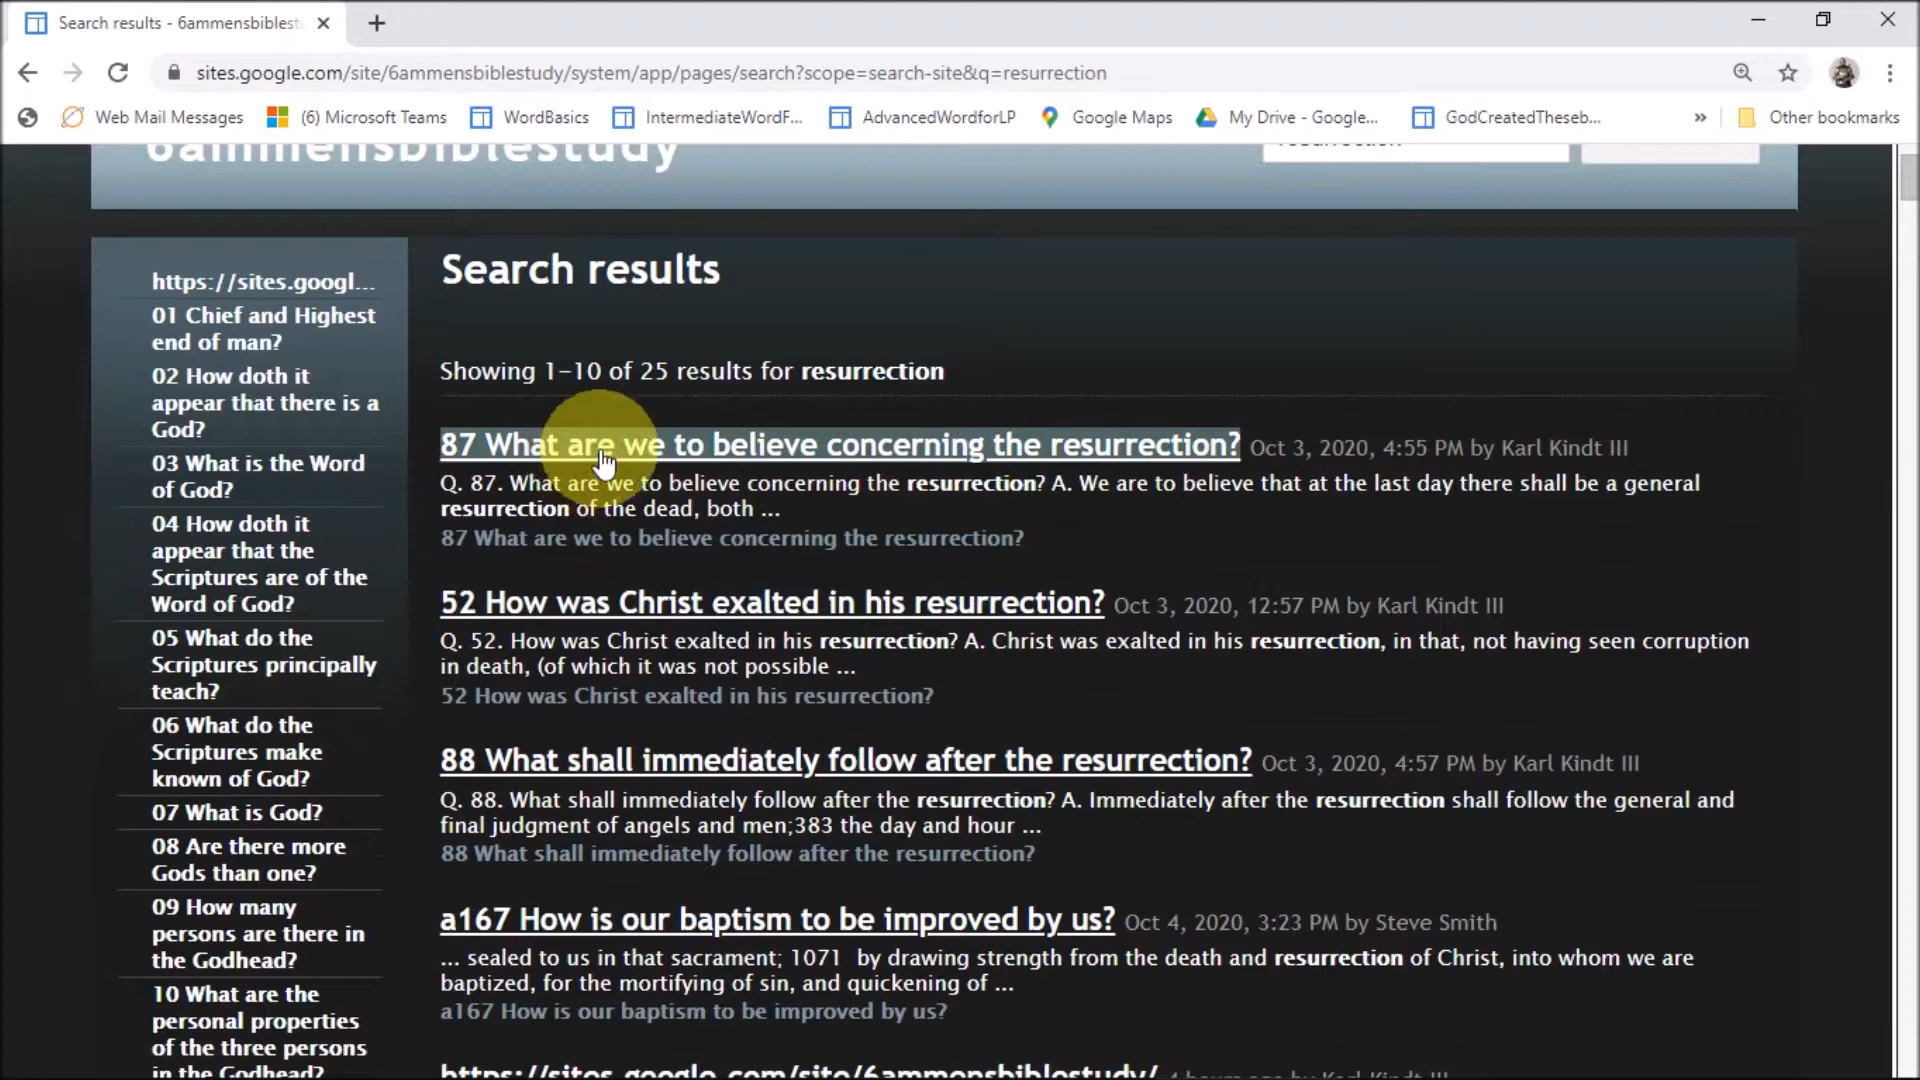 Search results - 6ammensbiblest
sites.google.com/site/6ammensbiblestudy/system/app/pages/search?scope=search-site&q=resurrection
Web Mail Messages (6) Microsoft Teams WordBasics IntermediateWordF... AdvancedWordforLP Google Maps My Drive - Google... GodCreatedTheseb... » Other bookmarks
6ammensbiblestudy resurrection
https://sites.googl...
01 Chief and Highest
end of man?
02 How doth it
appear that there is a
God?
03 What is the Word
of God?
04 How doth it
appear that the
Scriptures are of the
Word of God?
05 What do the
Scriptures principally
teach?
06 What do the
Scriptures make
known of God?
07 What is God?
08 Are there more
Gods than one?
09 How many
persons are there in
the Godhead?
10 What are the
personal properties
of the three persons
in the Godhead?
Search results
Showing 1-10 of 25 results for resurrection
87 What are we to believe concerning the resurrection? Oct 3, 2020, 4:55 PM by Karl Kindt III
Q. 87. What are we to believe concerning the resurrection? A. We are to believe that at the last day there shall be a general
resurrection of the dead, both ...
87 What are we to believe concerning the resurrection?
52 How was Christ exalted in his resurrection? Oct 3, 2020, 12:57 PM by Karl Kindt III
Q. 52. How was Christ exalted in his resurrection? A. Christ was exalted in his resurrection, in that, not having seen corruption
in death, (of which it was not possible ...
52 How was Christ exalted in his resurrection?
88 What shall immediately follow after the resurrection? Oct 3, 2020, 4:57 PM by Karl Kindt III
Q. 88. What shall immediately follow after the resurrection? A. Immediately after the resurrection shall follow the general and
final judgment of angels and men;383 the day and hour ...
88 What shall immediately follow after the resurrection?
a167 How is our baptism to be improved by us? Oct 4, 2020, 3:23 PM by Steve Smith
... sealed to us in that sacrament; 1071 by drawing strength from the death and resurrection of Christ, into whom we are
baptized, for the mortifying of sin, and quickening of ...
a167 How is our baptism to be improved by us?
https://sites.google.com/site/6ammensbiblestudy/ 4 hours ago by Karl Kindt III